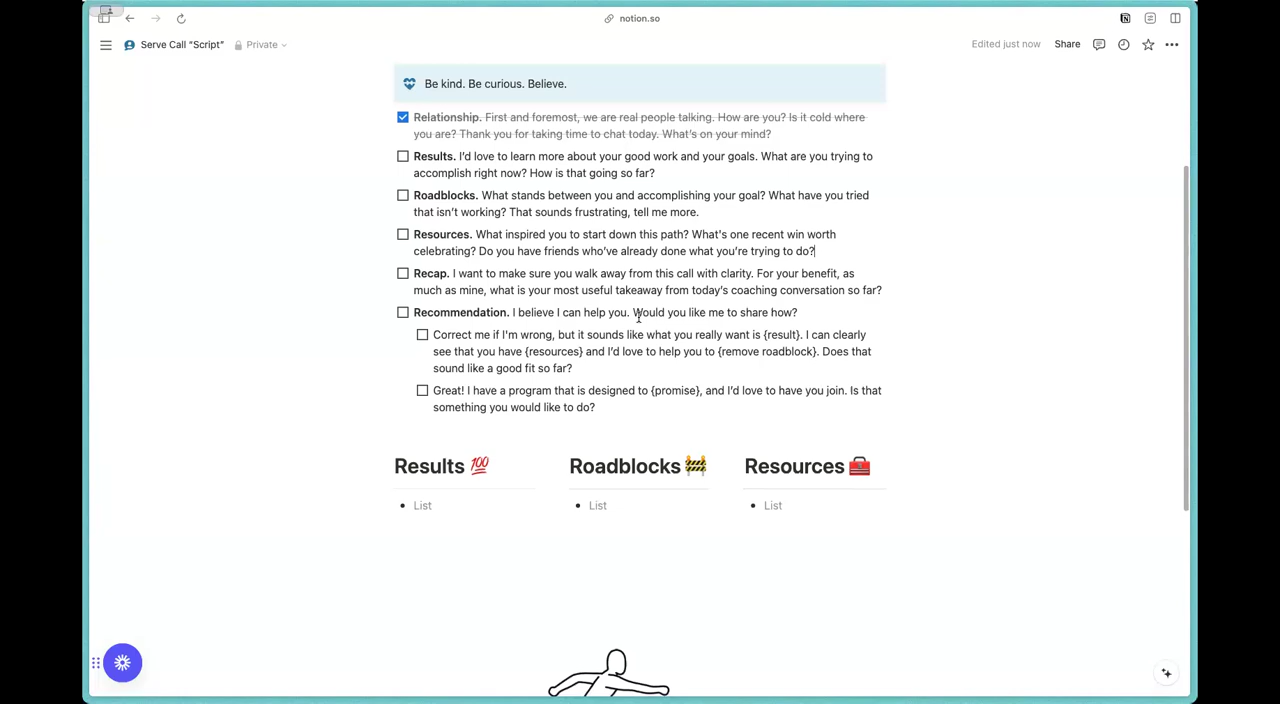 notion.so
Serve Call “Script” Private
Edited just now Share
Be kind. Be curious. Believe.
Relationship. First and foremost, we are real people talking. How are you? Is it cold where
you are? Thank you for taking time to chat today. What’s on your mind?
Results. I’d love to learn more about your good work and your goals. What are you trying to
accomplish right now? How is that going so far?
Roadblocks. What stands between you and accomplishing your goal? What have you tried
that isn’t working? That sounds frustrating, tell me more.
Resources. What inspired you to start down this path? What's one recent win worth
celebrating? Do you have friends who’ve already done what you’re trying to do?
Recap. I want to make sure you walk away from this call with clarity. For your benefit, as
much as mine, what is your most useful takeaway from today’s coaching conversation so far?
Recommendation. I believe I can help you. Would you like me to share how?
Correct me if I'm wrong, but it sounds like what you really want is {result}. I can clearly
see that you have {resources} and I’d love to help you to {remove roadblock}. Does that
sound like a good fit so far?
Great! I have a program that is designed to {promise}, and I’d love to have you join. Is that
something you would like to do?
Results 💯 Roadblocks 🚧 Resources 🧰
• List • List • List